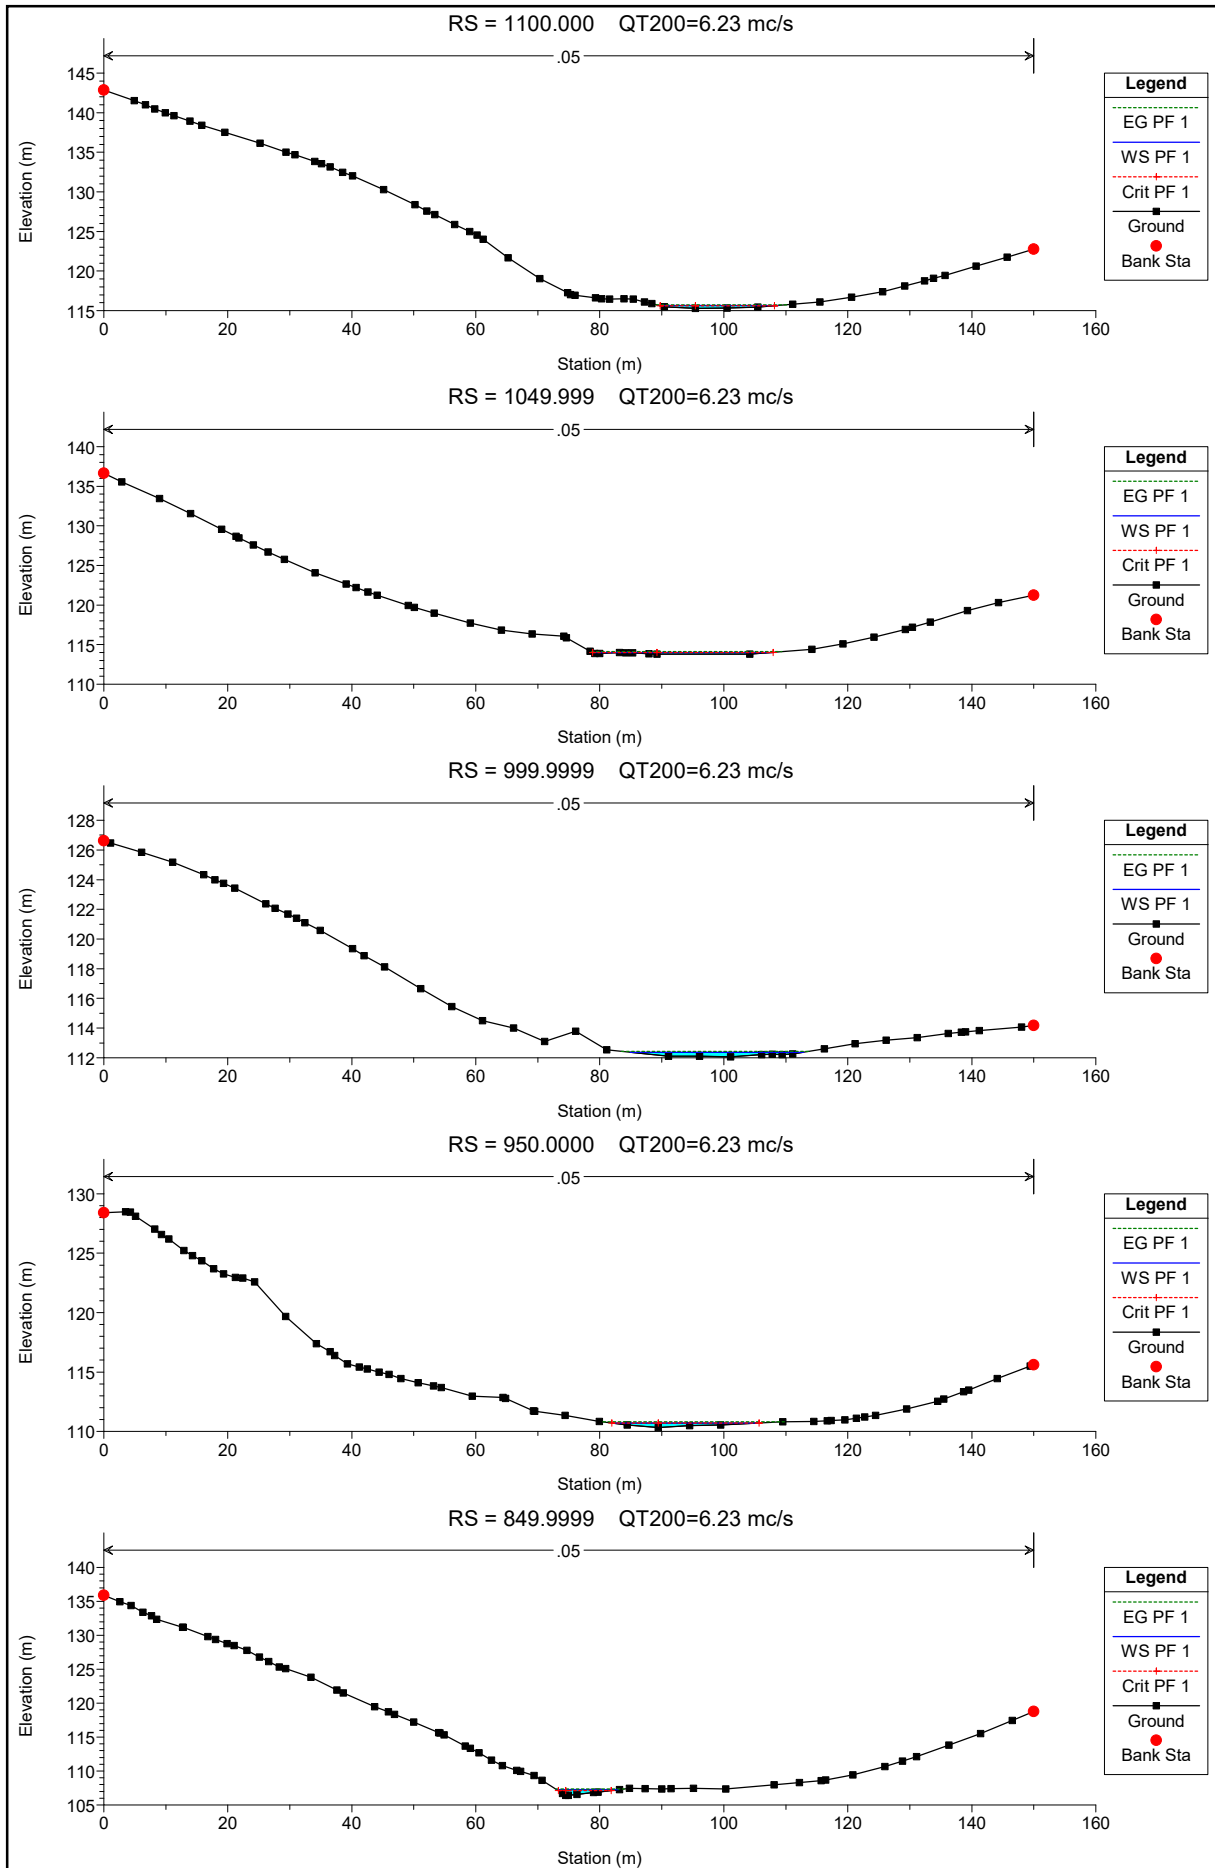 RS = 1100.000 QT200=6.23 mc/s
.05
145
140
135
130
125
120
115
Elevation (m)
0 20 40 60 80 100 120 140 160
Station (m)
Legend
EG PF 1
WS PF 1
Crit PF 1
Ground
Bank Sta
RS = 1049.999 QT200=6.23 mc/s
.05
140
135
130
125
120
115
110
Elevation (m)
0 20 40 60 80 100 120 140 160
Station (m)
Legend
EG PF 1
WS PF 1
Crit PF 1
Ground
Bank Sta
RS = 999.9999 QT200=6.23 mc/s
.05
128
126
124
122
120
118
116
114
112
Elevation (m)
0 20 40 60 80 100 120 140 160
Station (m)
Legend
EG PF 1
WS PF 1
Ground
Bank Sta
RS = 950.0000 QT200=6.23 mc/s
.05
130
125
120
115
110
Elevation (m)
0 20 40 60 80 100 120 140 160
Station (m)
Legend
EG PF 1
WS PF 1
Crit PF 1
Ground
Bank Sta
RS = 849.9999 QT200=6.23 mc/s
.05
140
135
130
125
120
115
110
105
Elevation (m)
0 20 40 60 80 100 120 140 160
Station (m)
Legend
EG PF 1
WS PF 1
Crit PF 1
Ground
Bank Sta